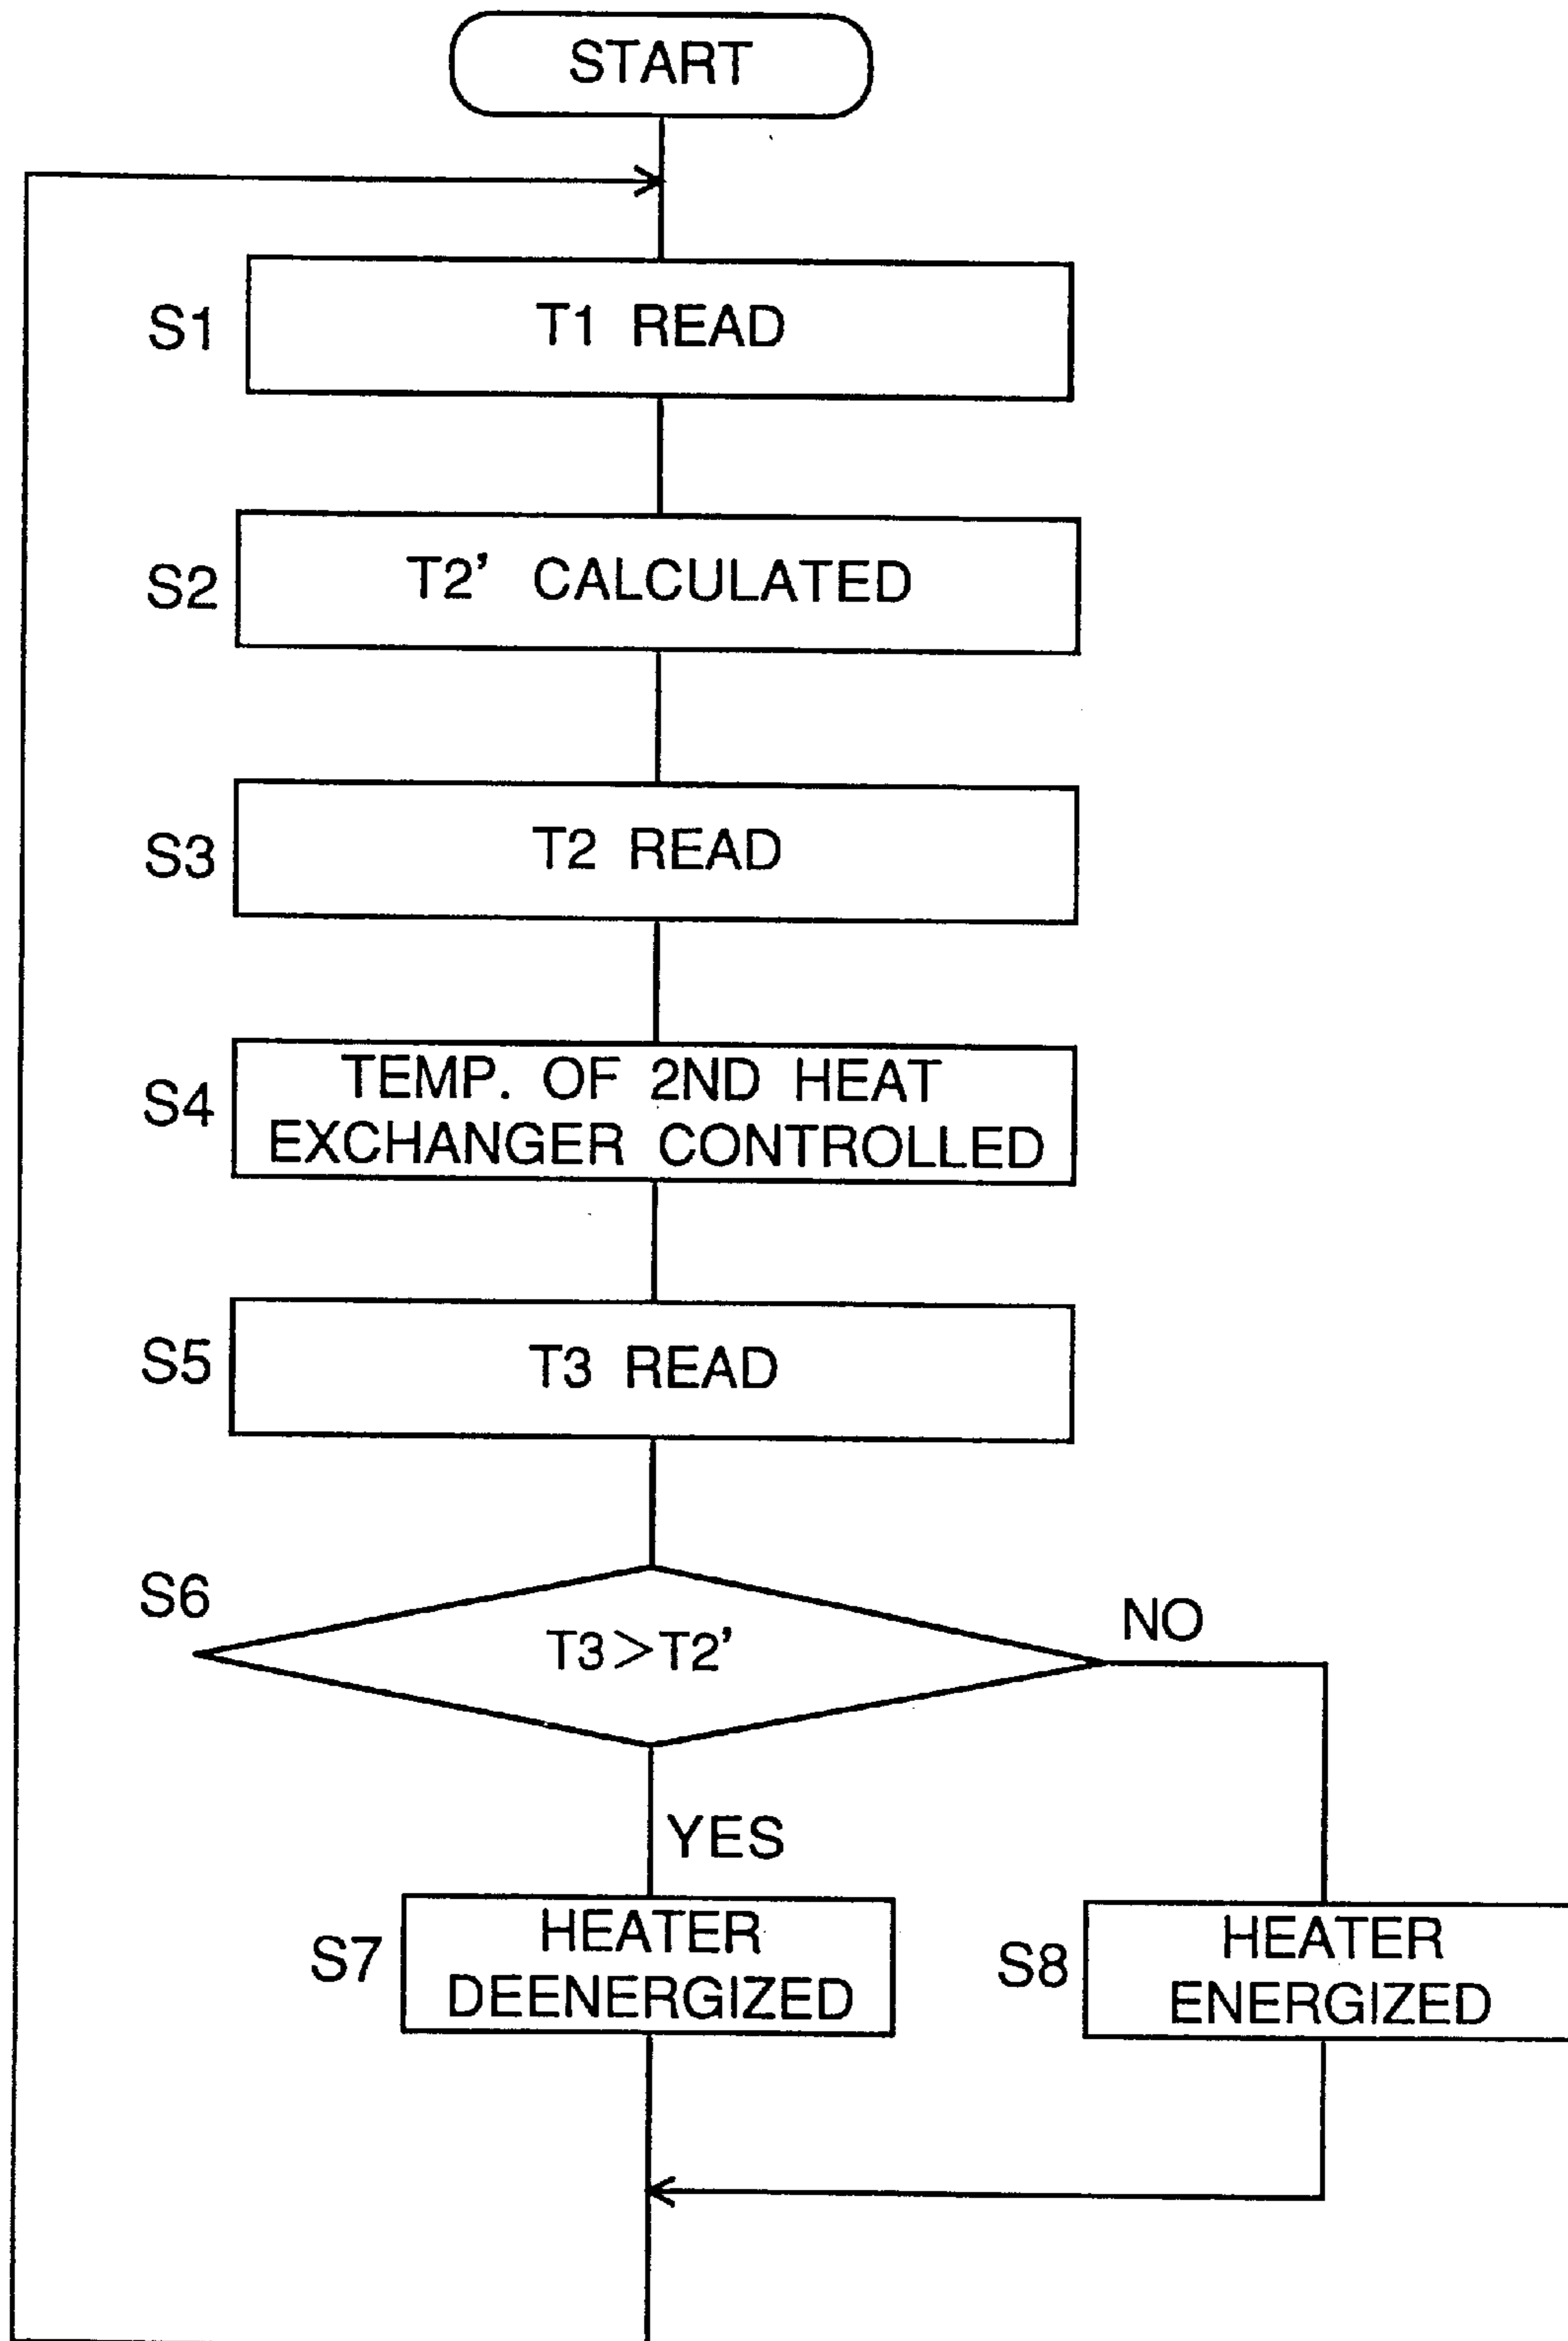 START
S1
T1 READ
S2
T2' CALCULATED
S3
T2 READ
S4
TEMP. OF 2ND HEAT
EXCHANGER CONTROLLED
S5
T3 READ
S6
T3>T2'
NO
YES
S7
HEATER
DEENERGIZED
S8
HEATER
ENERGIZED